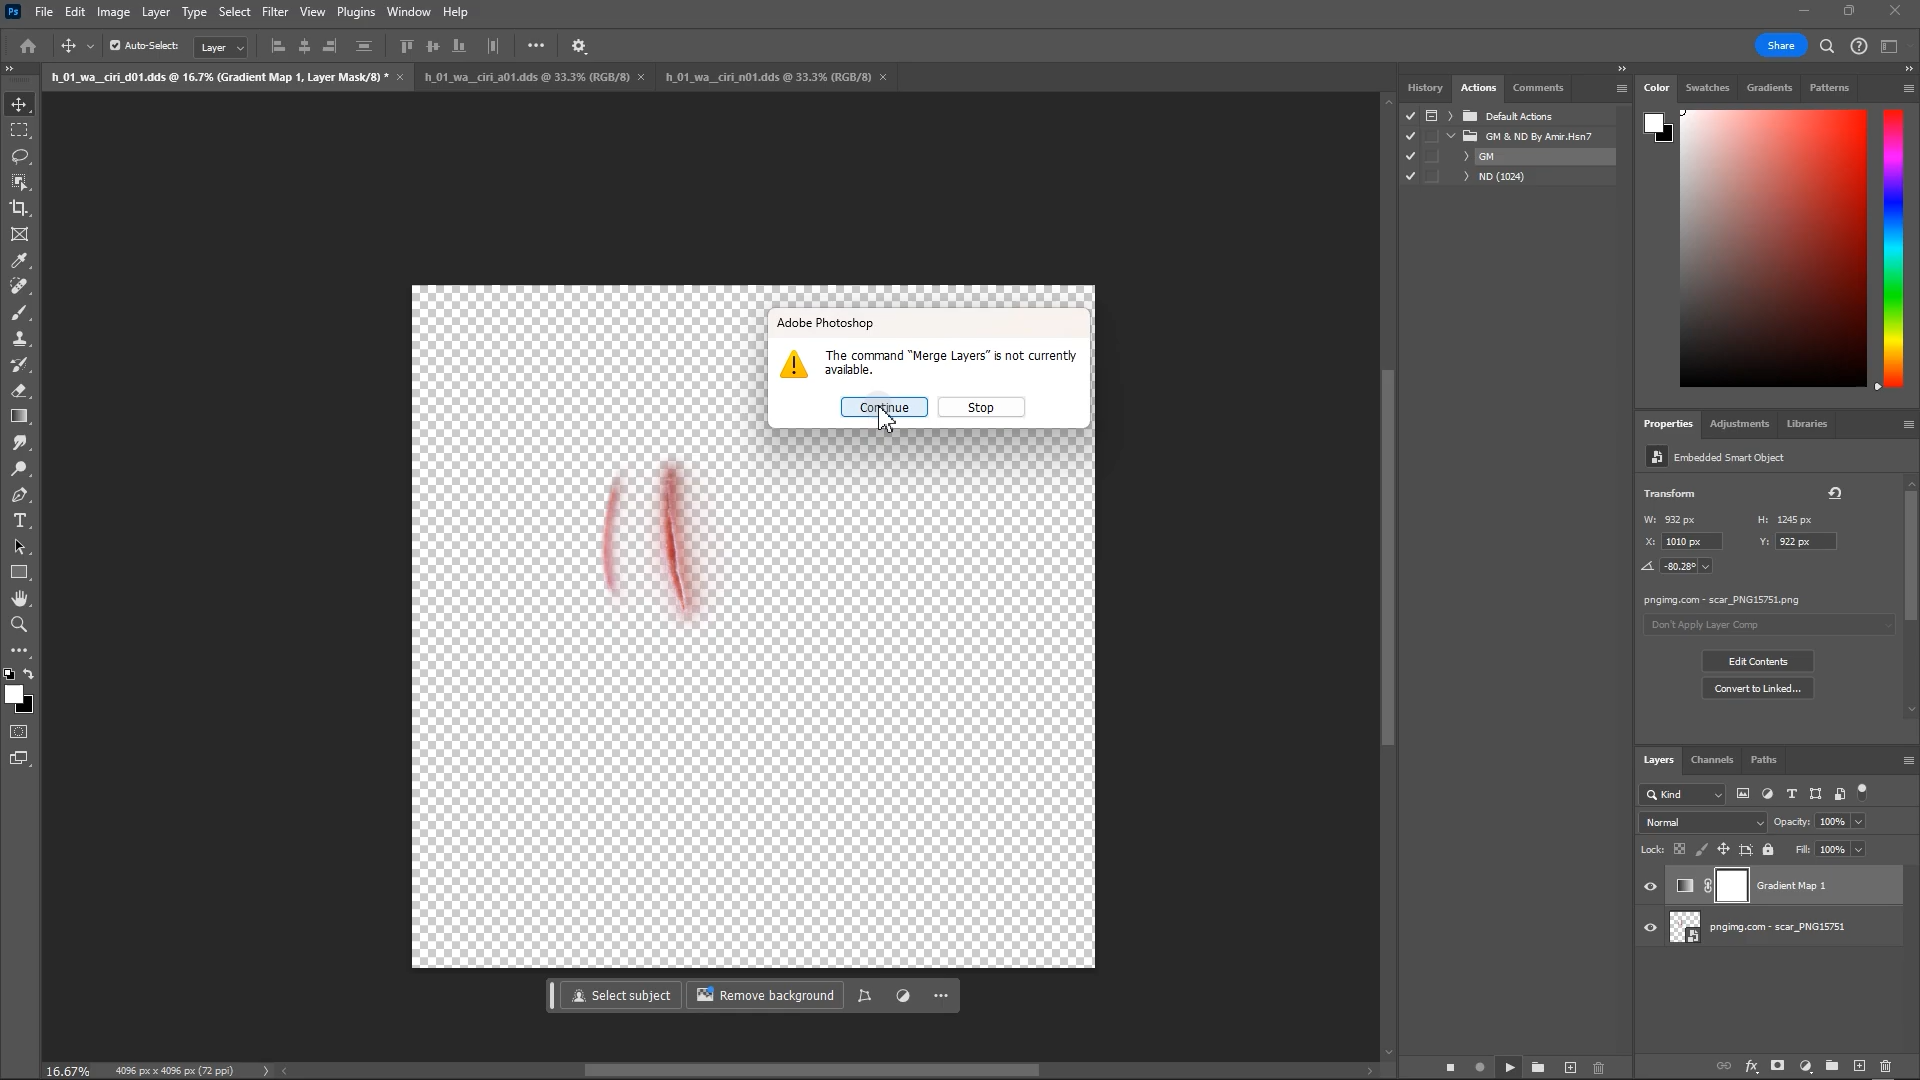 Ps File Edit Image Layer Type Select Filter View Plugins Window Help
Auto-Select: Layer Share
h_01_wa__ciri_d01.dds @ 16.7% (Gradient Map 1, Layer Mask/8) * h_01_wa__ciri_a01.dds @ 33.3% (RGB/8) h_01_wa__ciri_n01.dds @ 33.3% (RGB/8)
History Actions Comments
Default Actions
GM & ND By Amir.Hsn7
GM
ND (1024)
Color Swatches Gradients Patterns
Adobe Photoshop
The command "Merge Layers" is not currently
available.
Continue Stop
Properties Adjustments Libraries
Embedded Smart Object
Transform
W: 932 px H: 1245 px
X: 1010 px Y: 922 px
-80.28°
pngimg.com - scar_PNG15751.png
Don't Apply Layer Comp
Edit Contents
Convert to Linked...
Layers Channels Paths
Kind
Normal Opacity: 100%
Lock: Fill: 100%
Gradient Map 1
pngimg.com - scar_PNG15751
Select subject Remove background
16.67% 4096 px x 4096 px (72 ppi)